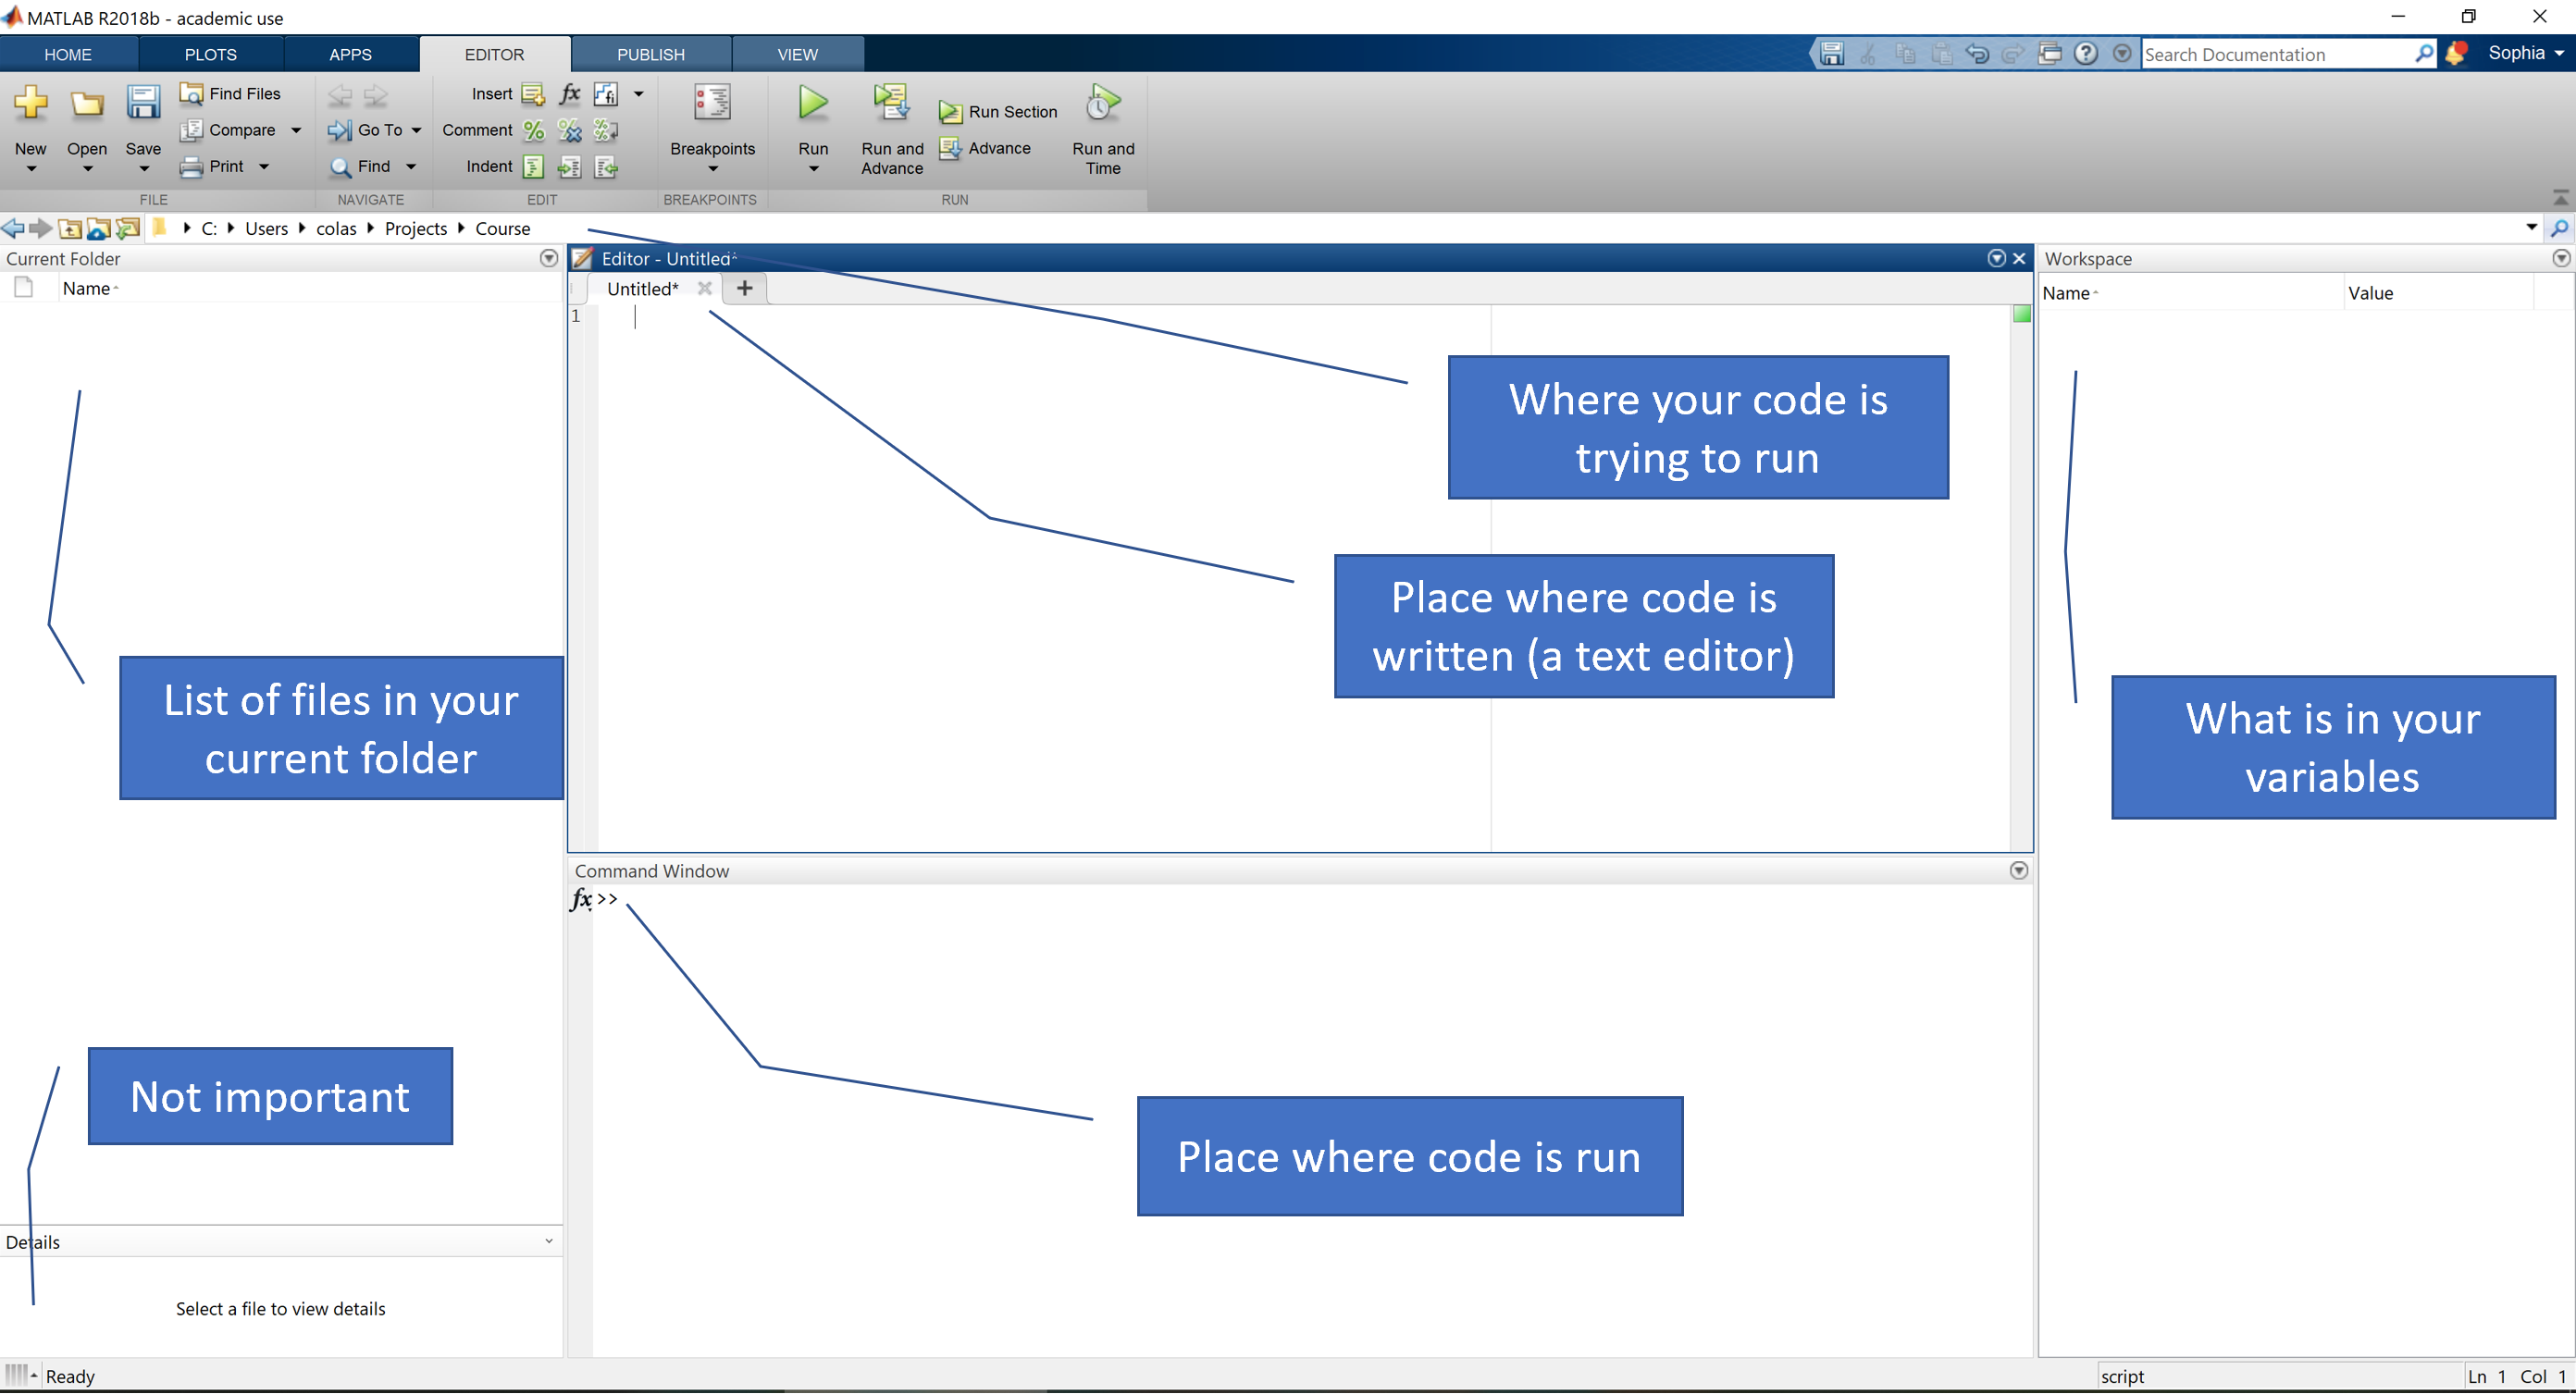 MATLAB R2018b - academic use
HOME PLOTS APPS EDITOR PUBLISH VIEW
Search Documentation
Sophia
New
Open
Save
Find Files
Compare
Print
FILE
Go To
Find
NAVIGATE
Insert
Comment
Indent
fx
fi
EDIT
Breakpoints
BREAKPOINTS
Run
Run and
Advance
Run Section
Advance
Run and
Time
RUN
C: Users colas Projects Course
Current Folder
Name
Editor - Untitled*
Untitled*
1
Workspace
Name
Value
Where your code is
trying to run
Place where code is
written (a text editor)
List of files in your
current folder
What is in your
variables
Command Window
fx >>
Not important
Place where code is run
Details
Select a file to view details
Ready
script
Ln 1 Col 1